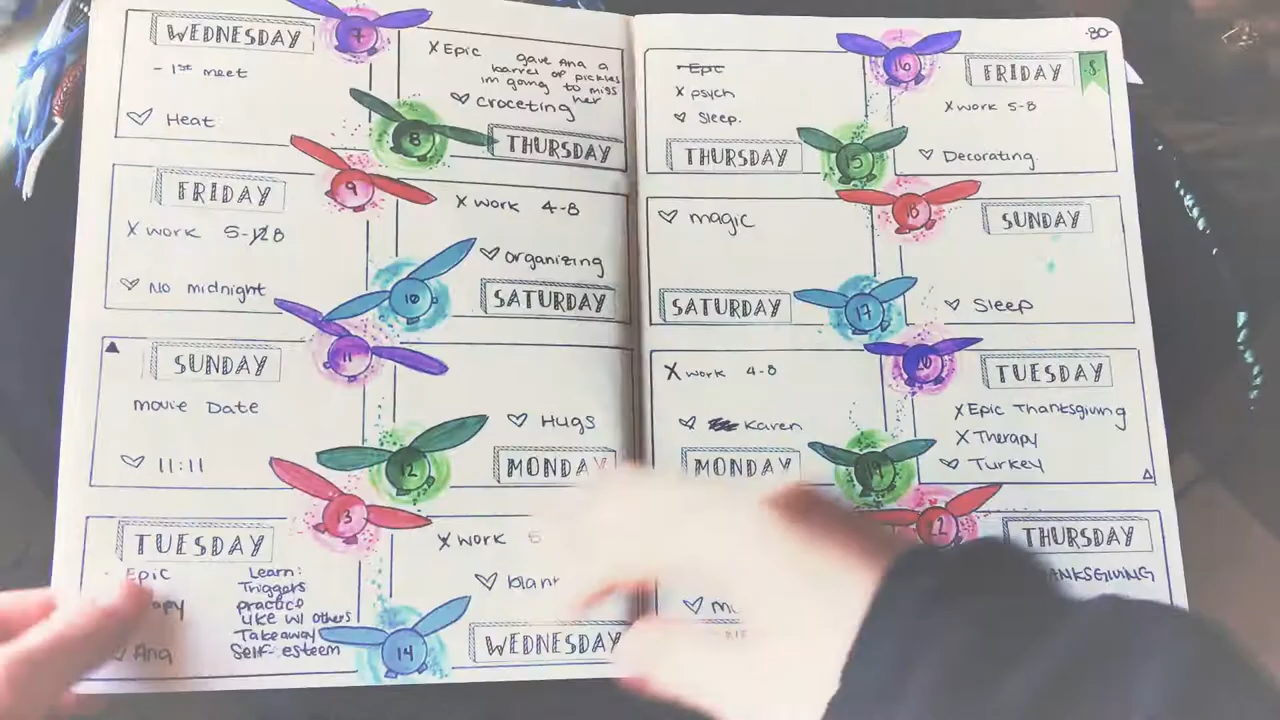 WEDNESDAY
7
- 1st meet
Heat
X Epic
gave Ana a
barrel of pickles
im going to miss
her
croceting
8
THURSDAY
9
FRIDAY
X work 5-8
No midnight
X work 4-8
organizing
10
SATURDAY
11
SUNDAY
movie Date
11:11
Hugs
12
MONDAY
13
TUESDAY
Epic
Ana
Learn:
Triggers
practice
like w/ others
Takeaway
Self esteem
X work
14
WEDNESDAY
-80-
Epic
X psych
Sleep.
15
THURSDAY
16
FRIDAY
8
X work 5-8
Decorating.
magic
17
SATURDAY
18
SUNDAY
Sleep
X work 4-8
Karen
19
MONDAY
20
TUESDAY
X Epic Thanksgiving
X Therapy
Turkey
22
THURSDAY